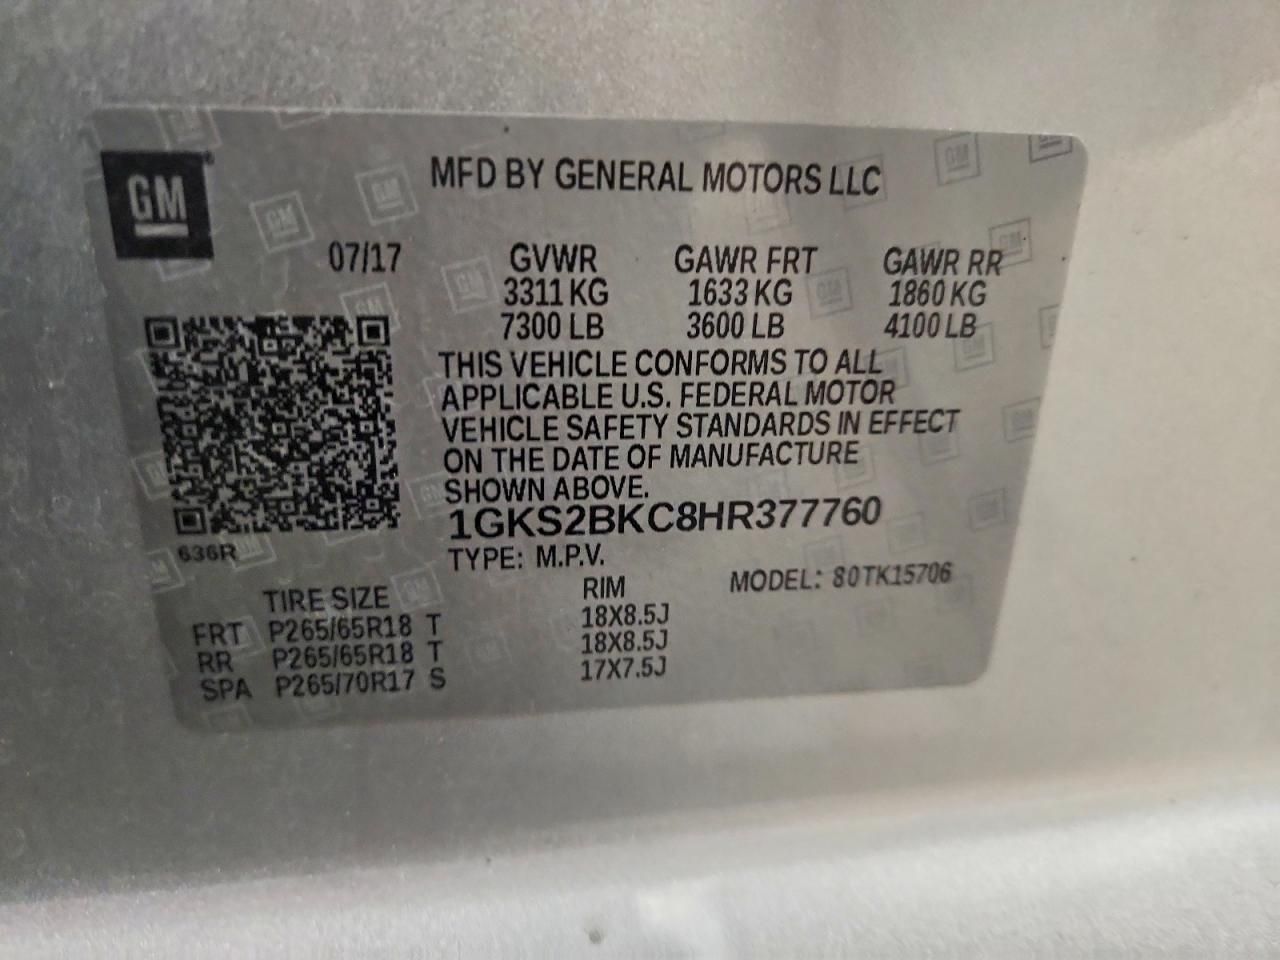 GM
MFD BY GENERAL MOTORS LLC
07/17 GVWR GAWR FRT GAWR RR
3311 KG 1633 KG 1860 KG
7300 LB 3600 LB 4100 LB
THIS VEHICLE CONFORMS TO ALL
APPLICABLE U.S. FEDERAL MOTOR
VEHICLE SAFETY STANDARDS IN EFFECT
ON THE DATE OF MANUFACTURE
SHOWN ABOVE.
1GKS2BKC8HR377760
636R
TYPE: M.P.V. MODEL: 80TK15706
TIRE SIZE RIM
FRT P265/65R18 T 18X8.5J
RR P265/65R18 T 18X8.5J
SPA P265/70R17 S 17X7.5J